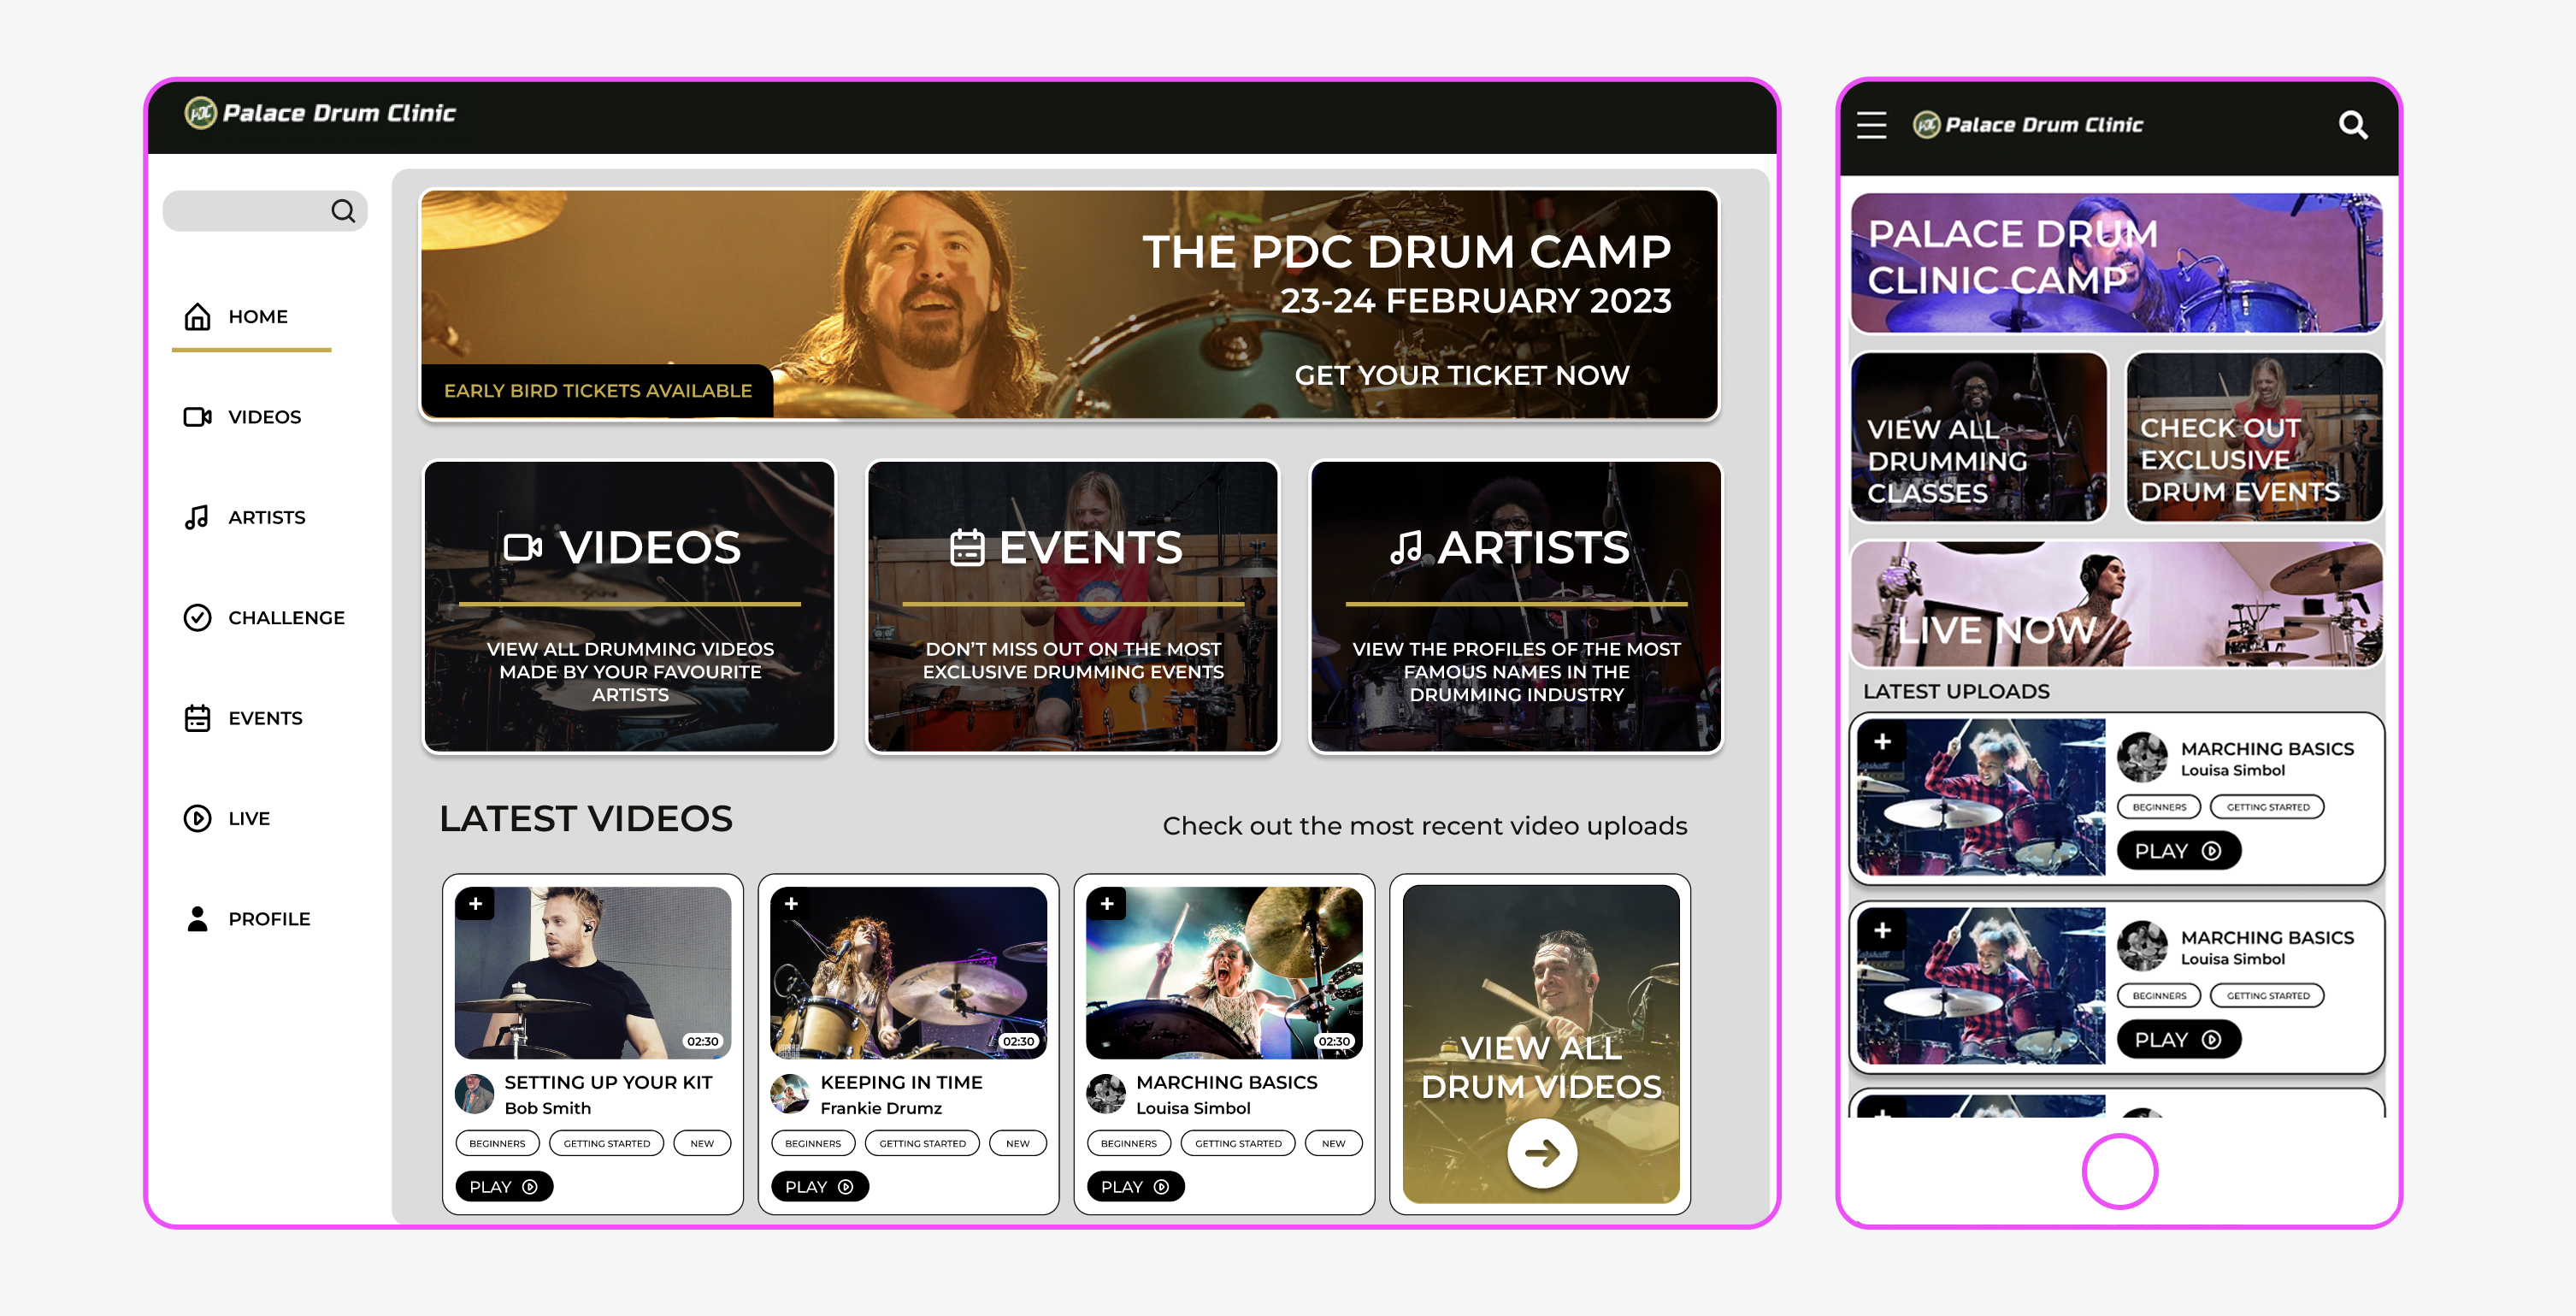 PDC Palace Drum Clinic
HOME
VIDEOS
ARTISTS
CHALLENGE
EVENTS
LIVE
PROFILE
THE PDC DRUM CAMP
23-24 FEBRUARY 2023
GET YOUR TICKET NOW
EARLY BIRD TICKETS AVAILABLE
VIDEOS
VIEW ALL DRUMMING VIDEOS
MADE BY YOUR FAVOURITE
ARTISTS
EVENTS
DON’T MISS OUT ON THE MOST
EXCLUSIVE DRUMMING EVENTS
ARTISTS
VIEW THE PROFILES OF THE MOST
FAMOUS NAMES IN THE
DRUMMING INDUSTRY
LATEST VIDEOS
Check out the most recent video uploads
+
02:30
SETTING UP YOUR KIT
Bob Smith
BEGINNERS GETTING STARTED NEW
PLAY
+
02:30
KEEPING IN TIME
Frankie Drumz
BEGINNERS GETTING STARTED NEW
PLAY
+
02:30
MARCHING BASICS
Louisa Simbol
BEGINNERS GETTING STARTED NEW
PLAY
VIEW ALL
DRUM VIDEOS
PDC Palace Drum Clinic
PALACE DRUM
CLINIC CAMP
VIEW ALL
DRUMMING
CLASSES
CHECK OUT
EXCLUSIVE
DRUM EVENTS
LIVE NOW
LATEST UPLOADS
+
MARCHING BASICS
Louisa Simbol
BEGINNERS GETTING STARTED
PLAY
+
MARCHING BASICS
Louisa Simbol
BEGINNERS GETTING STARTED
PLAY
+